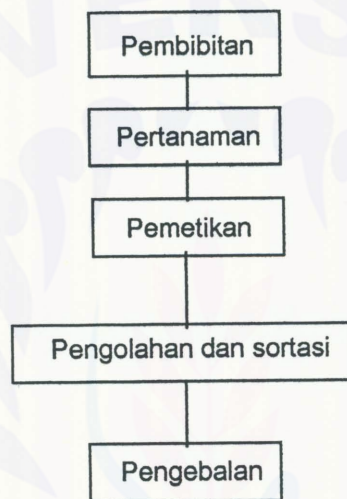 Pembibitan
Pertanaman
Pemetikan
Pengolahan dan sortasi
Pengebalan